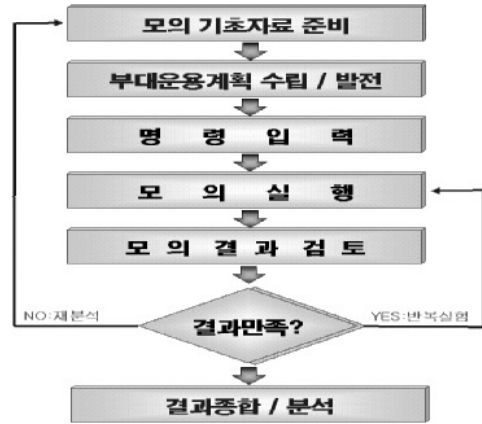 모의 기초자료 준비
부대운용계획 수립 / 발전
명 령 입 력
모 의 실 행
모 의 결 과 검 토
결과만족?
NO:재분석
YES:반복실험
결과종합 / 분석